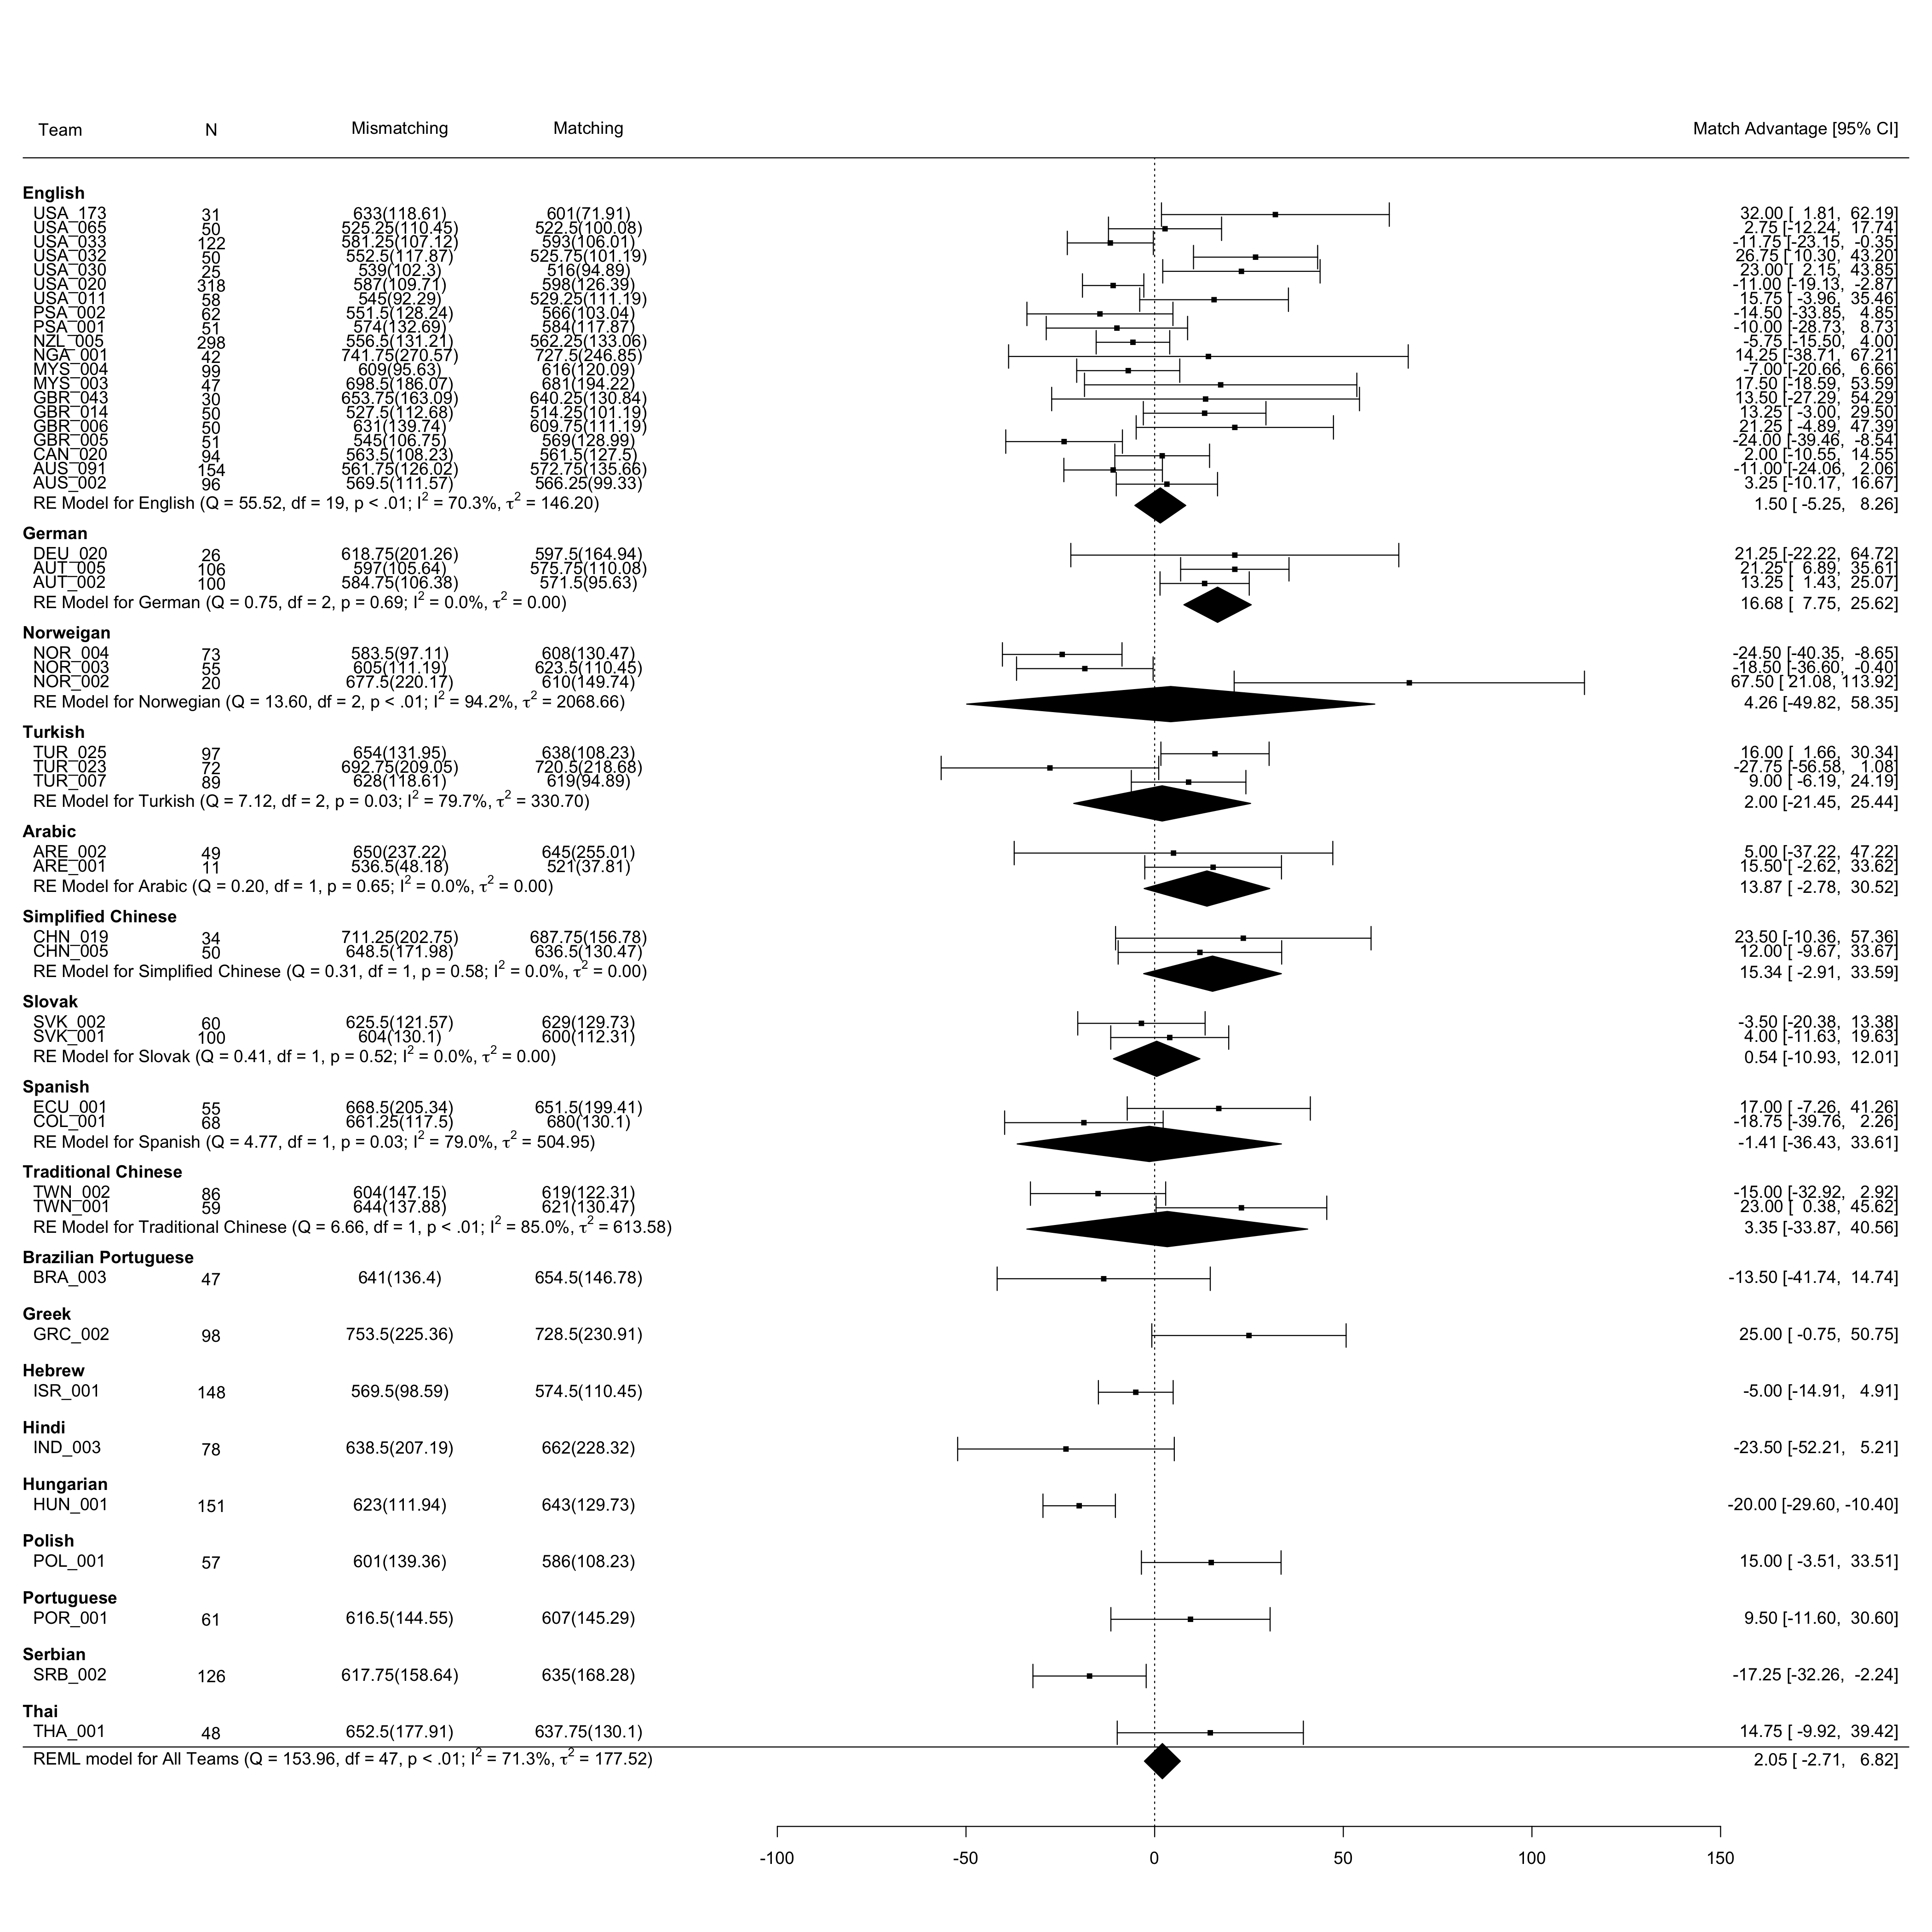 Team N Mismatching Matching Match Advantage [95% CI]
English
USA_173 31 633(118.61) 601(71.91) 32.00 [ 1.81, 62.19]
USA_065 50 525.25(110.45) 522.5(100.08) 2.75 [-12.24, 17.74]
USA_033 122 581.25(107.12) 593(106.01) -11.75 [-23.15, -0.35]
USA_032 50 552.5(117.87) 525.75(101.19) 26.75 [ 10.30, 43.20]
USA_030 25 539(102.3) 516(94.89) 23.00 [ 2.15, 43.85]
USA_020 318 587(109.71) 598(126.39) -11.00 [-19.13, -2.87]
USA_011 58 545(92.29) 529.25(111.19) 15.75 [ -3.96, 35.46]
PSA_002 62 551.5(128.24) 566(103.04) -14.50 [-33.85, 4.85]
PSA_001 51 574(132.69) 584(117.87) -10.00 [-28.73, 8.73]
NZL_005 298 556.5(131.21) 562.25(133.06) -5.75 [-15.50, 4.00]
NGA_001 42 741.75(270.57) 727.5(246.85) 14.25 [-38.71, 67.21]
MYS_004 99 609(95.63) 616(120.09) -7.00 [-20.66, 6.66]
MYS_003 47 698.5(186.07) 681(194.22) 17.50 [-18.59, 53.59]
GBR_043 30 653.75(163.09) 640.25(130.84) 13.50 [-27.29, 54.29]
GBR_014 50 527.5(112.68) 514.25(101.19) 13.25 [ -3.00, 29.50]
GBR_006 50 631(139.74) 609.75(111.19) 21.25 [ -4.89, 47.39]
GBR_005 51 545(106.75) 569(128.99) -24.00 [-39.46, -8.54]
CAN_020 94 563.5(108.23) 561.5(127.5) 2.00 [-10.55, 14.55]
AUS_091 154 561.75(126.02) 572.75(135.66) -11.00 [-24.06, 2.06]
AUS_002 96 569.5(111.57) 566.25(99.33) 3.25 [-10.17, 16.67]
RE Model for English (Q = 55.52, df = 19, p < .01; I² = 70.3%, τ² = 146.20) 1.50 [ -5.25, 8.26]
German
DEU_020 26 618.75(201.26) 597.5(164.94) 21.25 [-22.22, 64.72]
AUT_005 106 597(105.64) 575.75(110.08) 21.25 [ 6.89, 35.61]
AUT_002 100 584.75(106.38) 571.5(95.63) 13.25 [ 1.43, 25.07]
RE Model for German (Q = 0.75, df = 2, p = 0.69; I² = 0.0%, τ² = 0.00) 16.68 [ 7.75, 25.62]
Norweigan
NOR_004 73 583.5(97.11) 608(130.47) -24.50 [-40.35, -8.65]
NOR_003 55 605(111.19) 623.5(110.45) -18.50 [-36.60, -0.40]
NOR_002 20 677.5(220.17) 610(149.74) 67.50 [ 21.08, 113.92]
RE Model for Norwegian (Q = 13.60, df = 2, p < .01; I² = 94.2%, τ² = 2068.66) 4.26 [-49.82, 58.35]
Turkish
TUR_025 97 654(131.95) 638(108.23) 16.00 [ 1.66, 30.34]
TUR_023 72 692.75(209.05) 720.5(218.68) -27.75 [-56.58, 1.08]
TUR_007 89 628(118.61) 619(94.89) 9.00 [ -6.19, 24.19]
RE Model for Turkish (Q = 7.12, df = 2, p = 0.03; I² = 79.7%, τ² = 330.70) 2.00 [-21.45, 25.44]
Arabic
ARE_002 49 650(237.22) 645(255.01) 5.00 [-37.22, 47.22]
ARE_001 11 536.5(48.18) 521(37.81) 15.50 [ -2.62, 33.62]
RE Model for Arabic (Q = 0.20, df = 1, p = 0.65; I² = 0.0%, τ² = 0.00) 13.87 [ -2.78, 30.52]
Simplified Chinese
CHN_019 34 711.25(202.75) 687.75(156.78) 23.50 [-10.36, 57.36]
CHN_005 50 648.5(171.98) 636.5(130.47) 12.00 [ -9.67, 33.67]
RE Model for Simplified Chinese (Q = 0.31, df = 1, p = 0.58; I² = 0.0%, τ² = 0.00) 15.34 [ -2.91, 33.59]
Slovak
SVK_002 60 625.5(121.57) 629(129.73) -3.50 [-20.38, 13.38]
SVK_001 100 604(130.1) 600(112.31) 4.00 [-11.63, 19.63]
RE Model for Slovak (Q = 0.41, df = 1, p = 0.52; I² = 0.0%, τ² = 0.00) 0.54 [-10.93, 12.01]
Spanish
ECU_001 55 668.5(205.34) 651.5(199.41) 17.00 [ -7.26, 41.26]
COL_001 68 661.25(117.5) 680(130.1) -18.75 [-39.76, 2.26]
RE Model for Spanish (Q = 4.77, df = 1, p = 0.03; I² = 79.0%, τ² = 504.95) -1.41 [-36.43, 33.61]
Traditional Chinese
TWN_002 86 604(147.15) 619(122.31) -15.00 [-32.92, 2.92]
TWN_001 59 644(137.88) 621(130.47) 23.00 [ 0.38, 45.62]
RE Model for Traditional Chinese (Q = 6.66, df = 1, p < .01; I² = 85.0%, τ² = 613.58) 3.35 [-33.87, 40.56]
Brazilian Portuguese
BRA_003 47 641(136.4) 654.5(146.78) -13.50 [-41.74, 14.74]
Greek
GRC_002 98 753.5(225.36) 728.5(230.91) 25.00 [ -0.75, 50.75]
Hebrew
ISR_001 148 569.5(98.59) 574.5(110.45) -5.00 [-14.91, 4.91]
Hindi
IND_003 78 638.5(207.19) 662(228.32) -23.50 [-52.21, 5.21]
Hungarian
HUN_001 151 623(111.94) 643(129.73) -20.00 [-29.60, -10.40]
Polish
POL_001 57 601(139.36) 586(108.23) 15.00 [ -3.51, 33.51]
Portuguese
POR_001 61 616.5(144.55) 607(145.29) 9.50 [-11.60, 30.60]
Serbian
SRB_002 126 617.75(158.64) 635(168.28) -17.25 [-32.26, -2.24]
Thai
THA_001 48 652.5(177.91) 637.75(130.1) 14.75 [ -9.92, 39.42]
REML model for All Teams (Q = 153.96, df = 47, p < .01; I² = 71.3%, τ² = 177.52) 2.05 [ -2.71, 6.82]
-100 -50 0 50 100 150